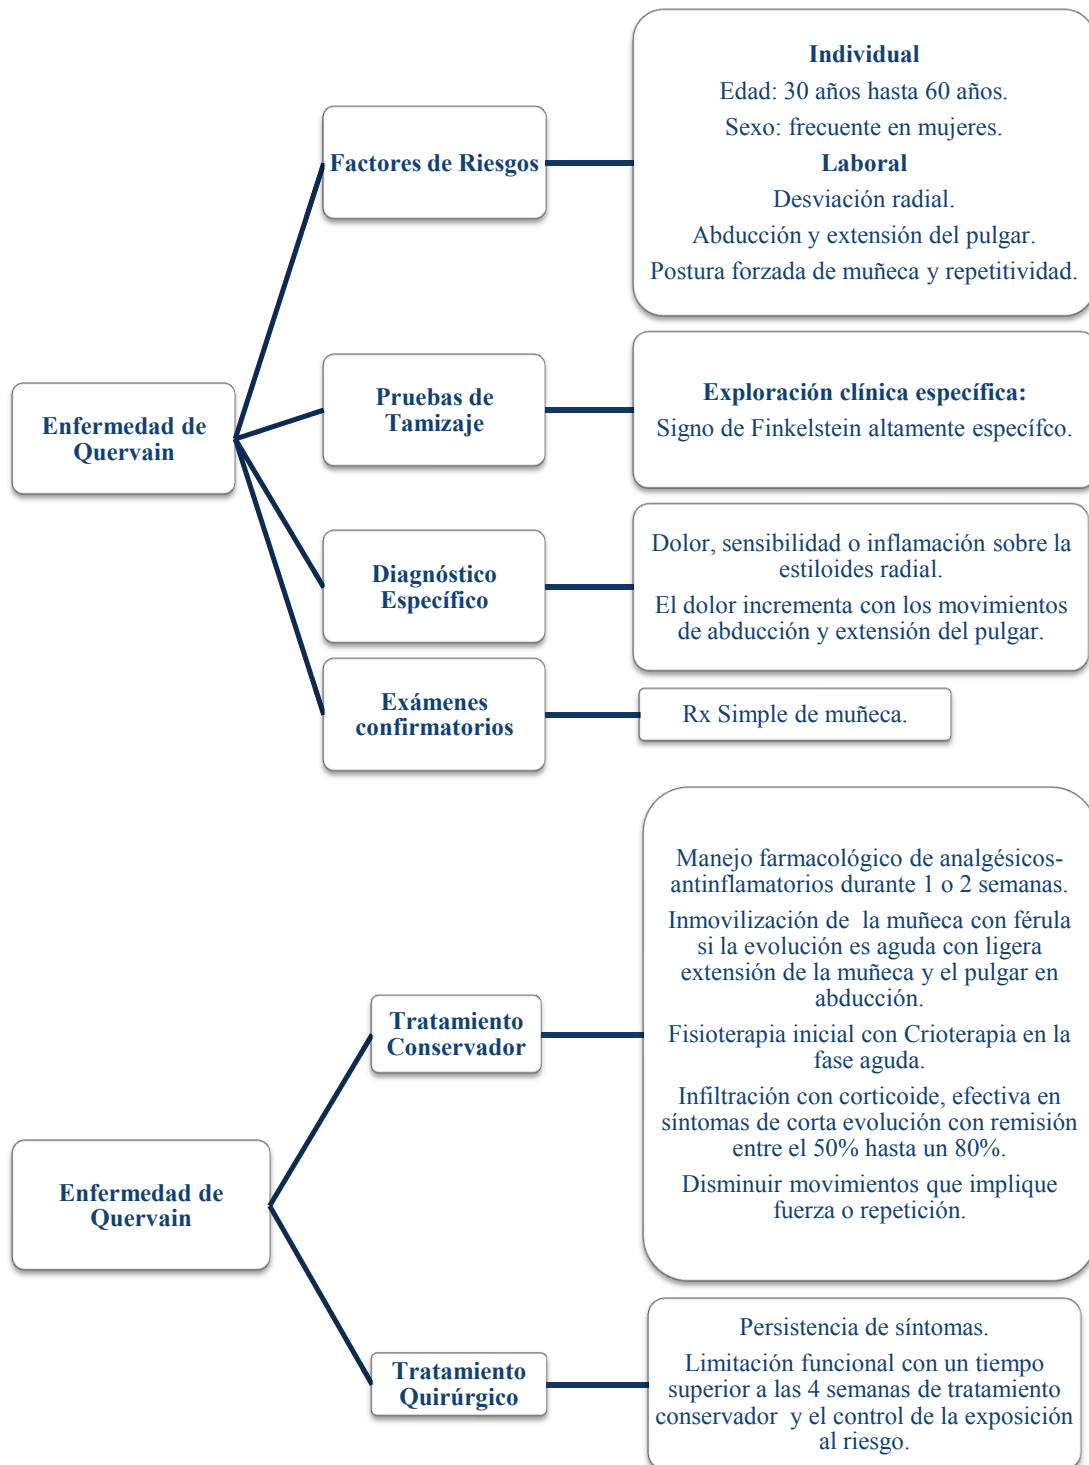 Individual
Edad: 30 años hasta 60 años.
Sexo: frecuente en mujeres.
Laboral
Desviación radial.
Abducción y extensión del pulgar.
Postura forzada de muñeca y repetitividad.
Factores de Riesgos
Enfermedad de
Quervain
Pruebas de
Tamizaje
Exploración clínica específica:
Signo de Finkelstein altamente específco.
Diagnóstico
Específico
Dolor, sensibilidad o inflamación sobre la
estiloides radial.
El dolor incrementa con los movimientos
de abducción y extensión del pulgar.
Exámenes
confirmatorios
Rx Simple de muñeca.
Enfermedad de
Quervain
Tratamiento
Conservador
Manejo farmacológico de analgésicos-
antinflamatorios durante 1 o 2 semanas.
Inmovilización de la muñeca con férula
si la evolución es aguda con ligera
extensión de la muñeca y el pulgar en
abducción.
Fisioterapia inicial con Crioterapia en la
fase aguda.
Infiltración con corticoide, efectiva en
síntomas de corta evolución con remisión
entre el 50% hasta un 80%.
Disminuir movimientos que implique
fuerza o repetición.
Tratamiento
Quirúrgico
Persistencia de síntomas.
Limitación funcional con un tiempo
superior a las 4 semanas de tratamiento
conservador y el control de la exposición
al riesgo.